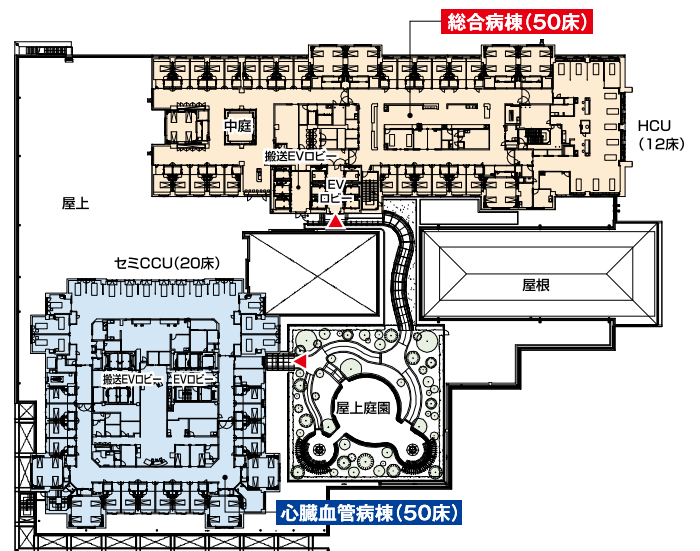 総合病棟（50床）
HCU
（12床）
中庭
搬送EVロビー
EV
ロビー
屋上
セミCCU（20床）
屋根
搬送EVロビー
EVロビー
屋上庭園
心臓血管病棟（50床）